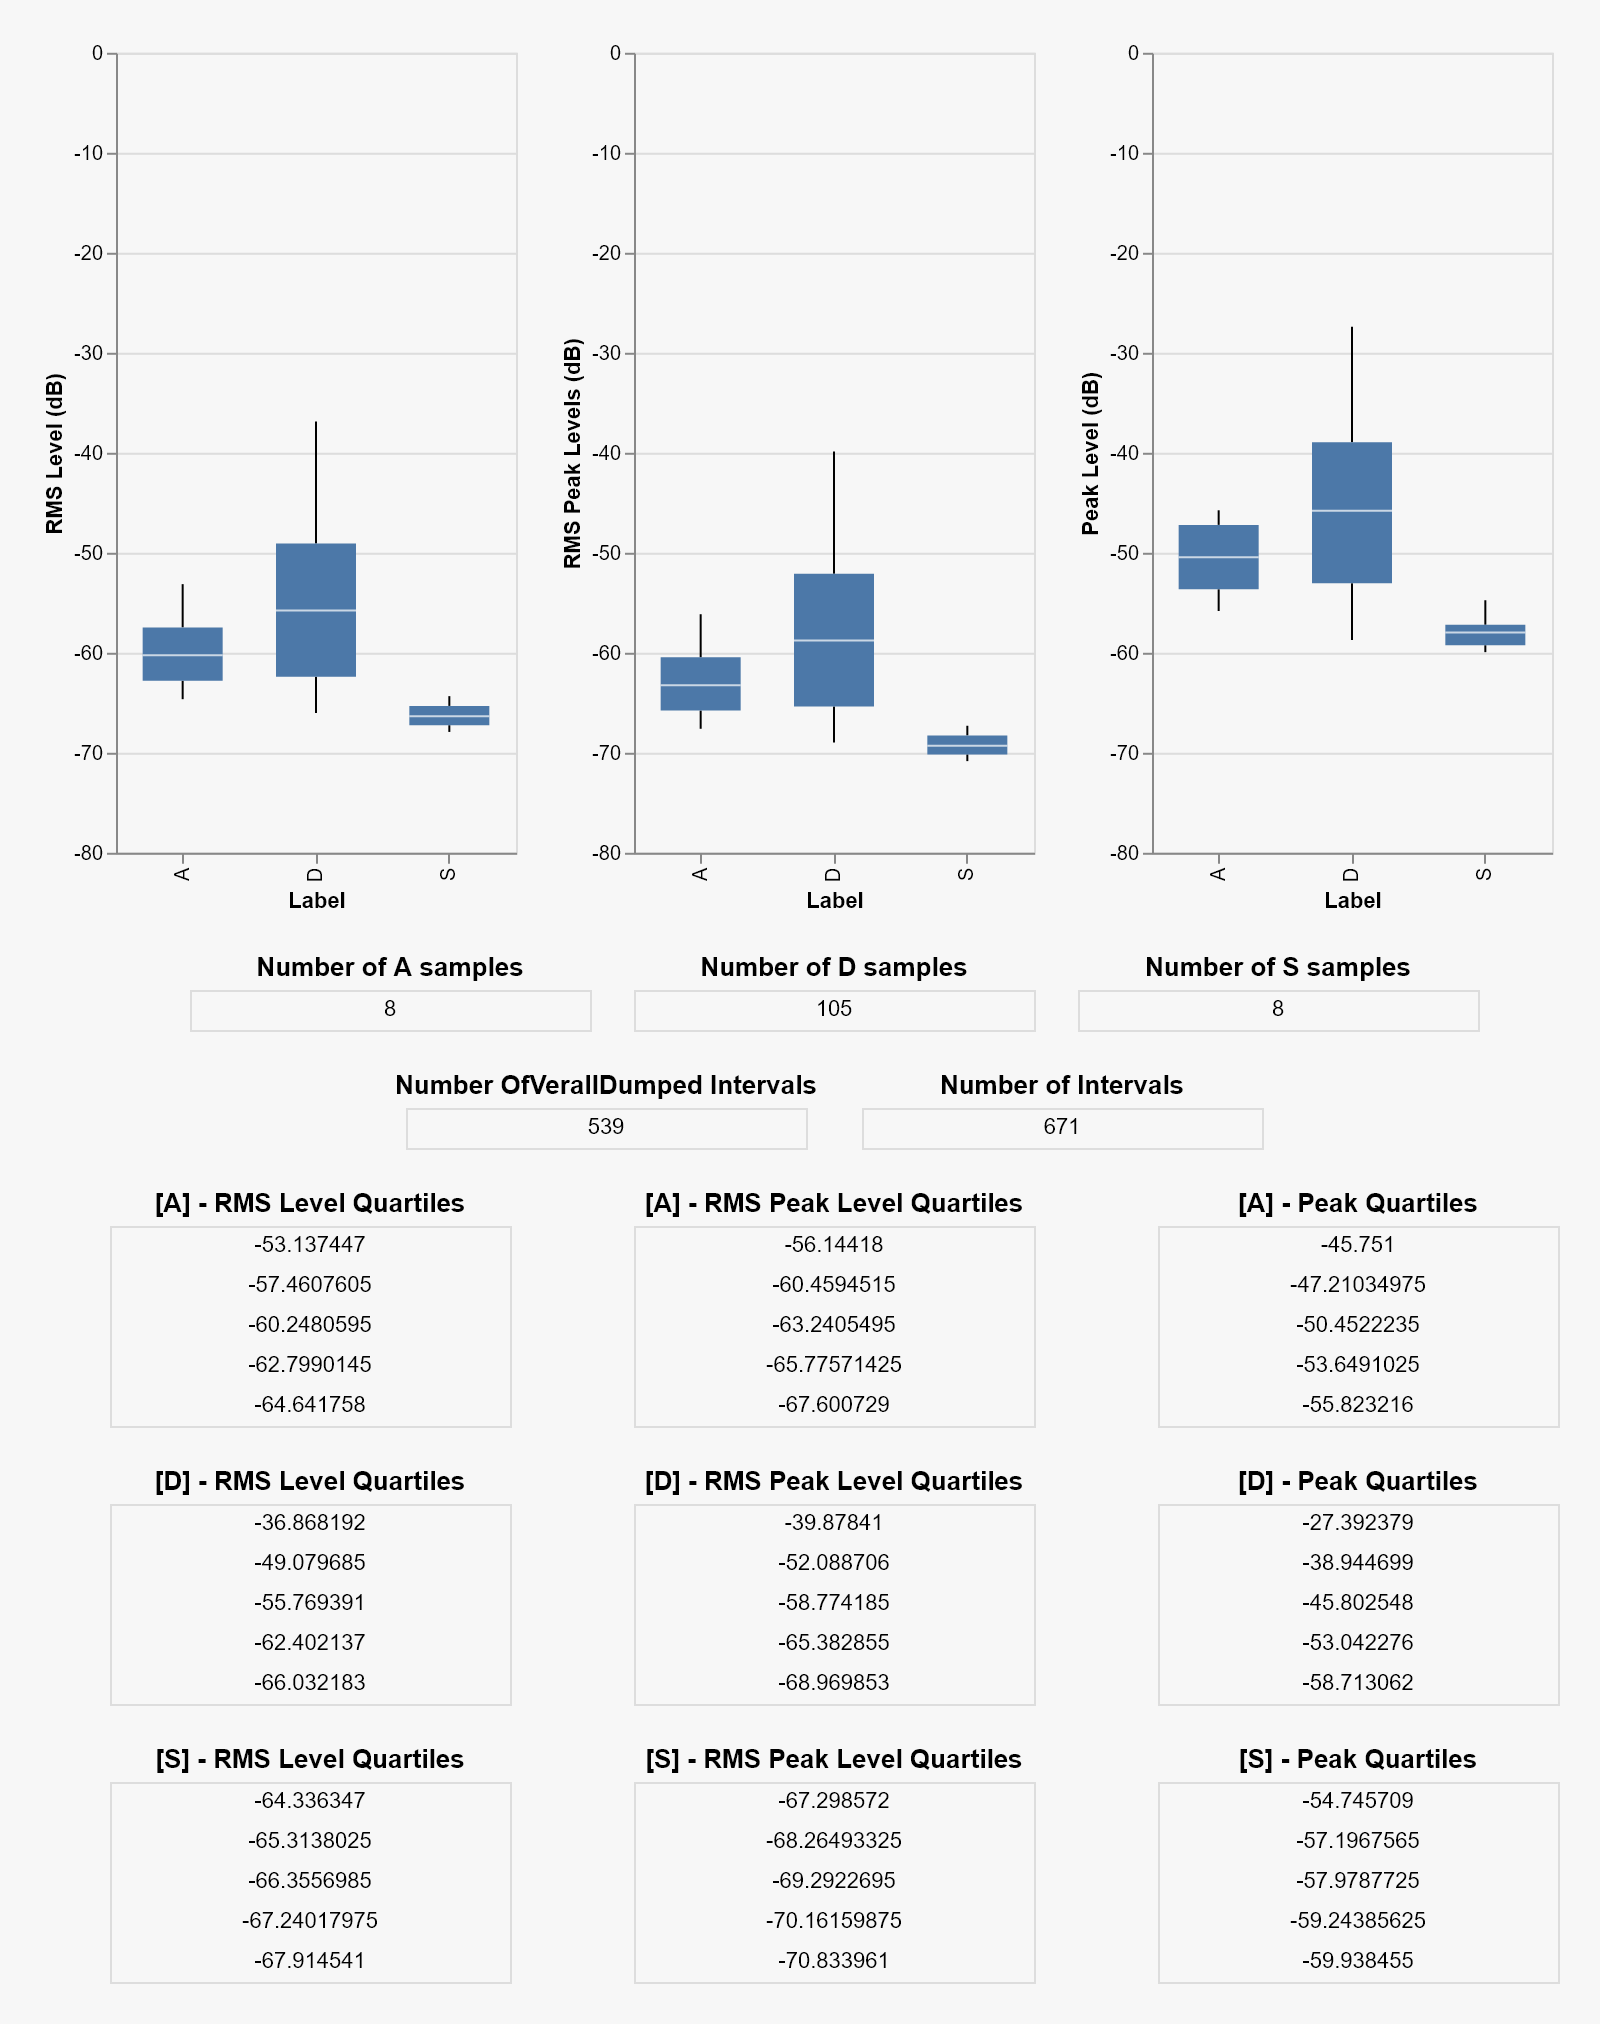 0
-10
-20
-30
-40
-50
-60
-70
-80
RMS Level (dB)
A
D
S
Label
0
-10
-20
-30
-40
-50
-60
-70
-80
RMS Peak Levels (dB)
A
D
S
Label
0
-10
-20
-30
-40
-50
-60
-70
-80
Peak Level (dB)
A
D
S
Label
Number of A samples
8
Number of D samples
105
Number of S samples
8
Number OfVerallDumped Intervals
539
Number of Intervals
671
[A] - RMS Level Quartiles
-53.137447
-57.4607605
-60.2480595
-62.7990145
-64.641758
[A] - RMS Peak Level Quartiles
-56.14418
-60.4594515
-63.2405495
-65.77571425
-67.600729
[A] - Peak Quartiles
-45.751
-47.21034975
-50.4522235
-53.6491025
-55.823216
[D] - RMS Level Quartiles
-36.868192
-49.079685
-55.769391
-62.402137
-66.032183
[D] - RMS Peak Level Quartiles
-39.87841
-52.088706
-58.774185
-65.382855
-68.969853
[D] - Peak Quartiles
-27.392379
-38.944699
-45.802548
-53.042276
-58.713062
[S] - RMS Level Quartiles
-64.336347
-65.3138025
-66.3556985
-67.24017975
-67.914541
[S] - RMS Peak Level Quartiles
-67.298572
-68.26493325
-69.2922695
-70.16159875
-70.833961
[S] - Peak Quartiles
-54.745709
-57.1967565
-57.9787725
-59.24385625
-59.938455